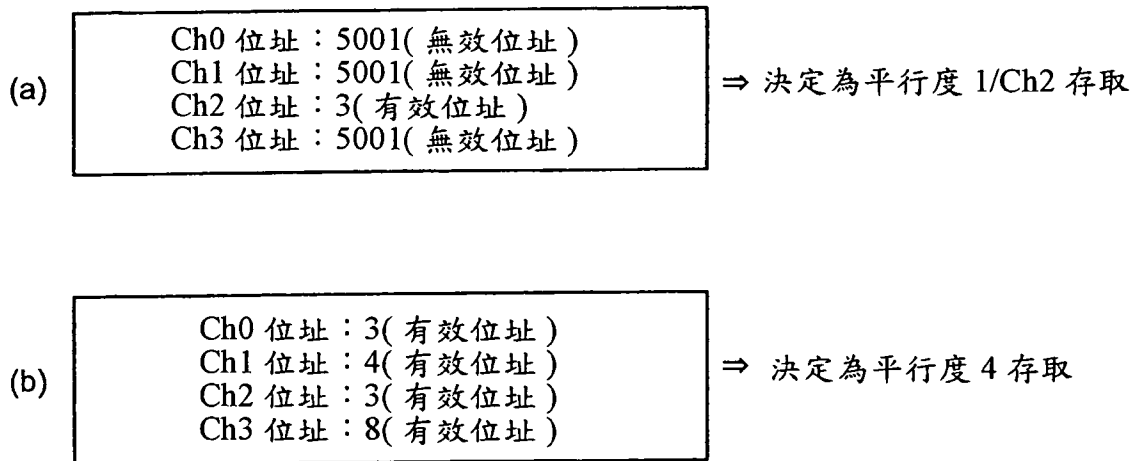 (a)
Ch0 位址：5001( 無效位址 )
Ch1 位址：5001( 無效位址 )
Ch2 位址：3( 有效位址 )
Ch3 位址：5001( 無效位址 )
⇒ 決定為平行度 1/Ch2 存取
(b)
Ch0 位址：3( 有效位址 )
Ch1 位址：4( 有效位址 )
Ch2 位址：3( 有效位址 )
Ch3 位址：8( 有效位址 )
⇒ 決定為平行度 4 存取